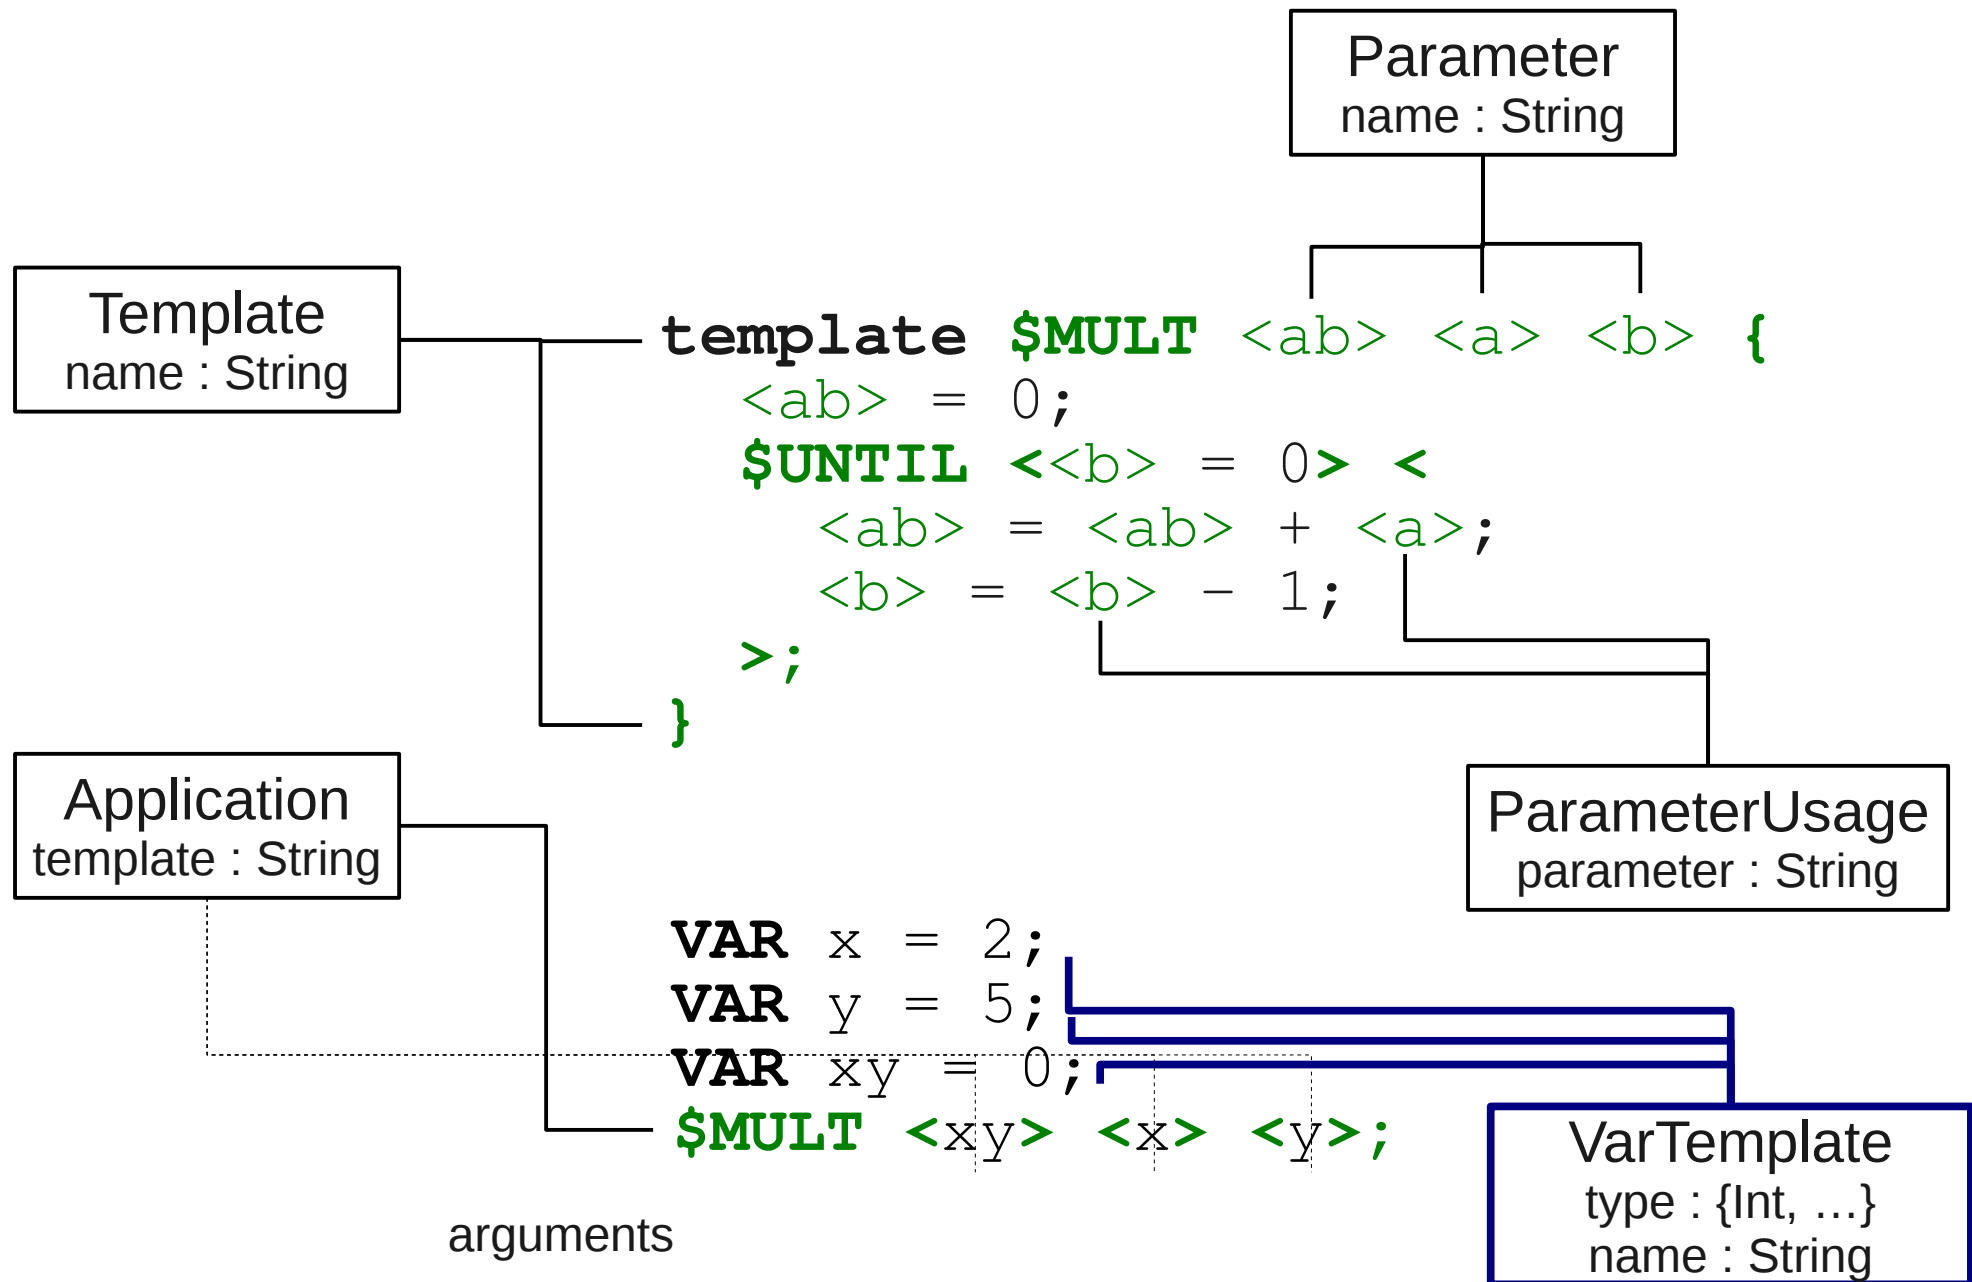 Parameter
name : String
Template
name : String
template $MULT <ab> <a> <b> {
<ab> = 0;
$UNTIL <<b> = 0> <
<ab> = <ab> + <a>;
<b> = <b> - 1;
>;
}
Application
template : String
ParameterUsage
parameter : String
VAR x = 2;
VAR y = 5;
VAR xy = 0;
$MULT <xy> <x> <y>;
VarTemplate
type : {Int, ...}
name : String
arguments